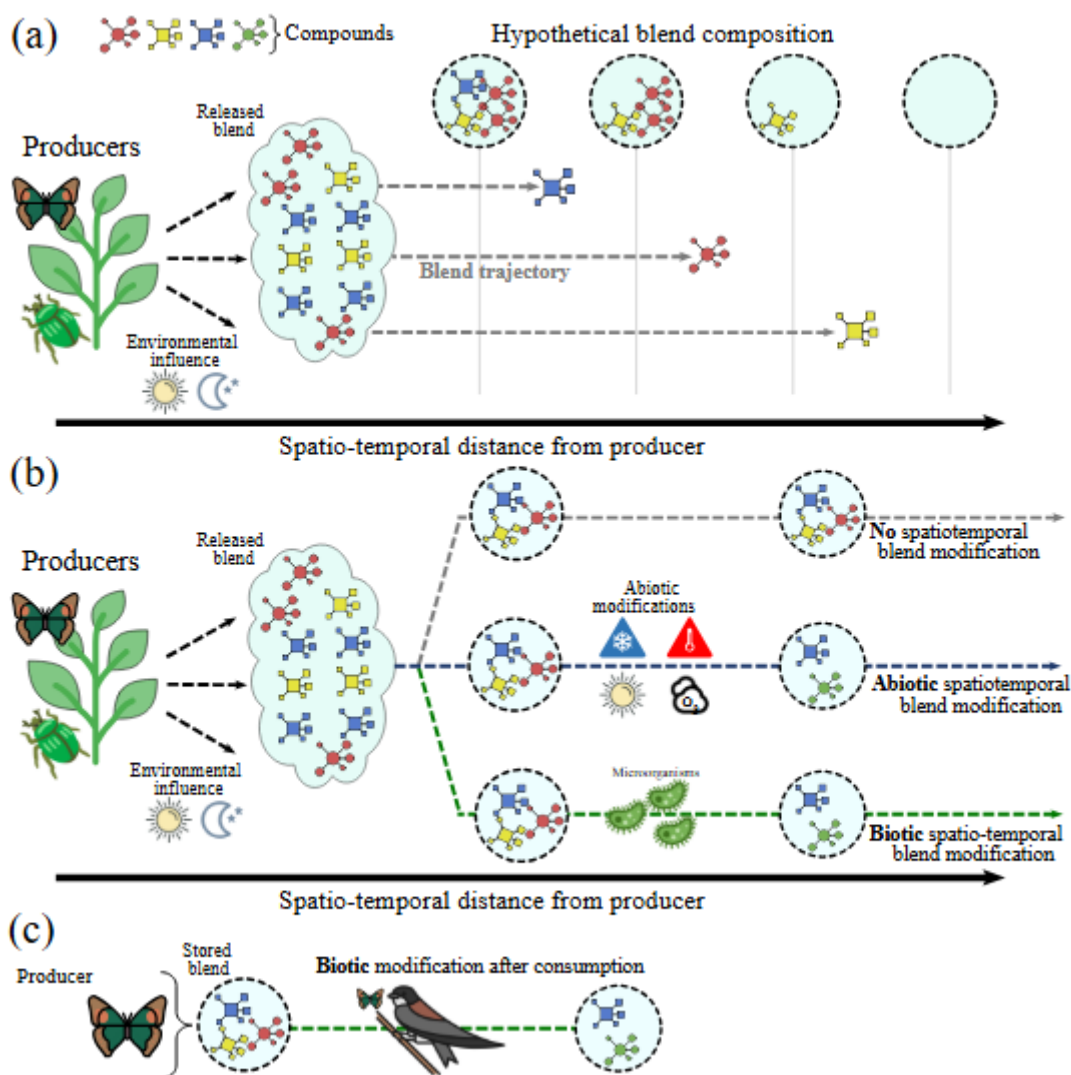 (a)
Compounds
Hypothetical blend composition
Released
blend
Producers
Blend trajectory
Environmental
influence
Spatio-temporal distance from producer
(b)
Released
blend
Producers
No spatiotemporal
blend modification
Abiotic
modifications
O
Abiotic spatiotemporal
blend modification
Environmental
influence
Microorganisms
Biotic spatio-temporal
blend modification
Spatio-temporal distance from producer
(c)
Stored
blend
Producer
Biotic modification after consumption